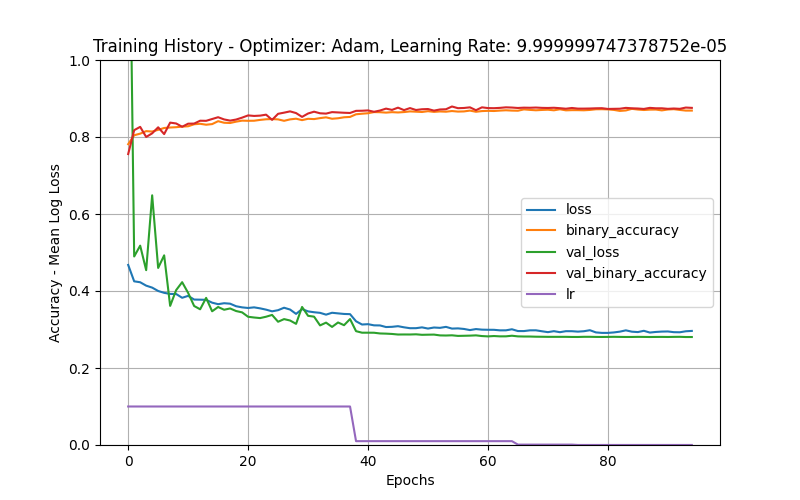 Training History - Optimizer: Adam, Learning Rate: 9.999999747378752e-05
Accuracy - Mean Log Loss
1.0
0.8
0.6
0.4
0.2
0.0
loss
binary_accuracy
val_loss
val_binary_accuracy
lr
0
20
40
60
80
Epochs